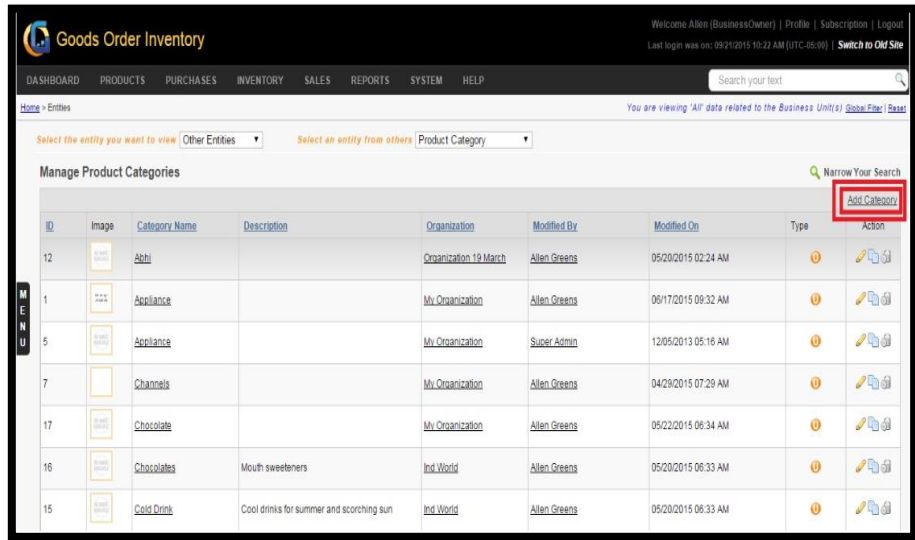 Welcome Allen (BusinessOwner) | Profile | Subscription | Logout
Goods Order Inventory
Last login was on: 09/21/2015 10:22 AM (UTC-05:00) | Switch to Old Site
DASHBOARD PRODUCTS PURCHASES INVENTORY SALES REPORTS SYSTEM HELP Search your text
Home > Entities You are viewing 'All' data related to the Business Unit(s) Global Filter | Reset
Select the entity you want to view Other Entities Select an entity from others Product Category
Manage Product Categories Narrow Your Search
Add Category
ID Image Category Name Description Organization Modified By Modified On Type Action
12 Abhi Organization 19 March Allen Greens 05/20/2015 02:24 AM
1 Appliance My Organization Allen Greens 06/17/2015 09:32 AM
5 Appliance My Organization Super Admin 12/05/2013 05:16 AM
7 Channels My Organization Allen Greens 04/29/2015 07:29 AM
17 Chocolate My Organization Allen Greens 05/22/2015 06:34 AM
16 Chocolates Mouth sweeteners Ind World Allen Greens 05/20/2015 06:33 AM
15 Cold Drink Cool drinks for summer and scorching sun Ind World Allen Greens 05/20/2015 06:33 AM
MENU